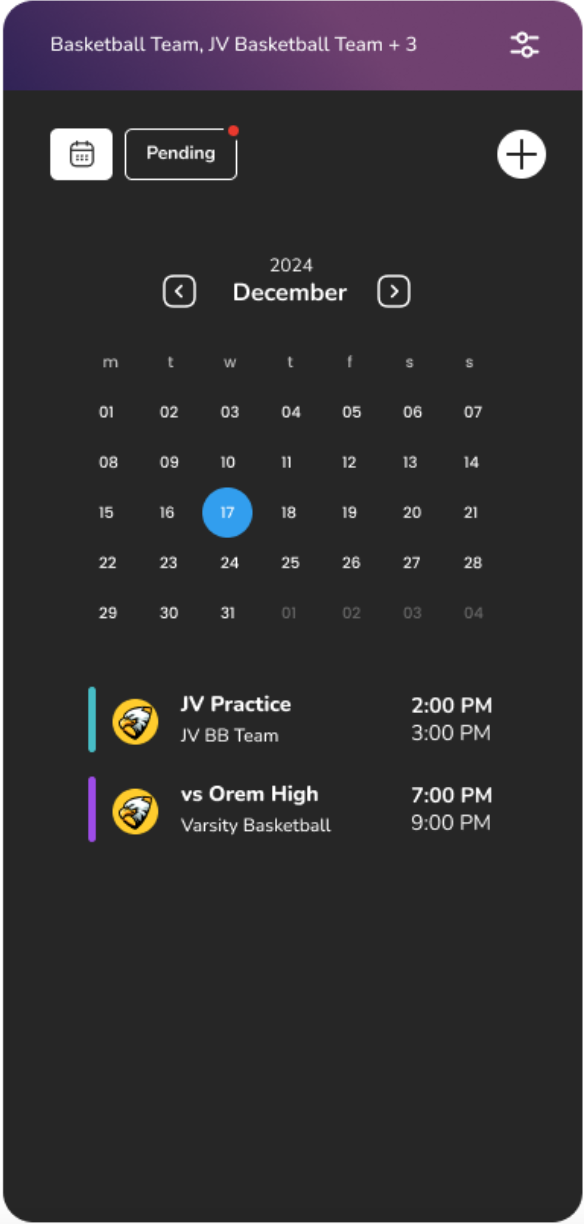 Basketball Team, JV Basketball Team + 3
Pending
2024
December
m t w t f s s
01 02 03 04 05 06 07
08 09 10 11 12 13 14
15 16 17 18 19 20 21
22 23 24 25 26 27 28
29 30 31 01 02 03 04
JV Practice 2:00 PM
JV BB Team 3:00 PM
vs Orem High 7:00 PM
Varsity Basketball 9:00 PM